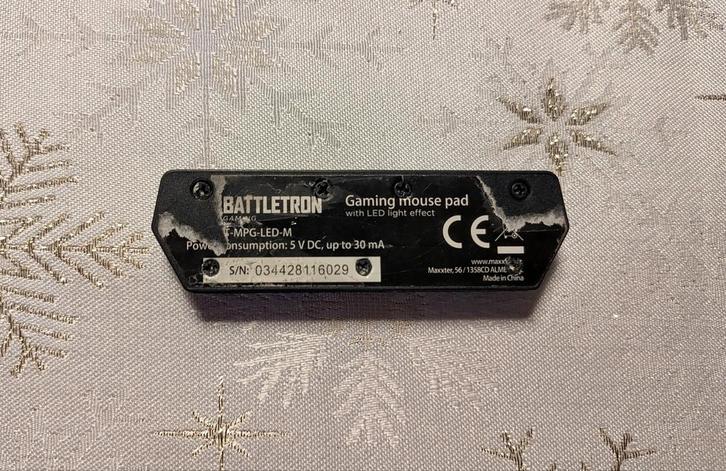 BATTLETRON
GAMING
Gaming mouse pad
with LED light effect
-MPG-LED-M
consumption: 5 V DC, up to 30 mA
CE
S/N: 034428116029
www.maxx
Maxxter, 56 / 1358CD ALME
Made in China